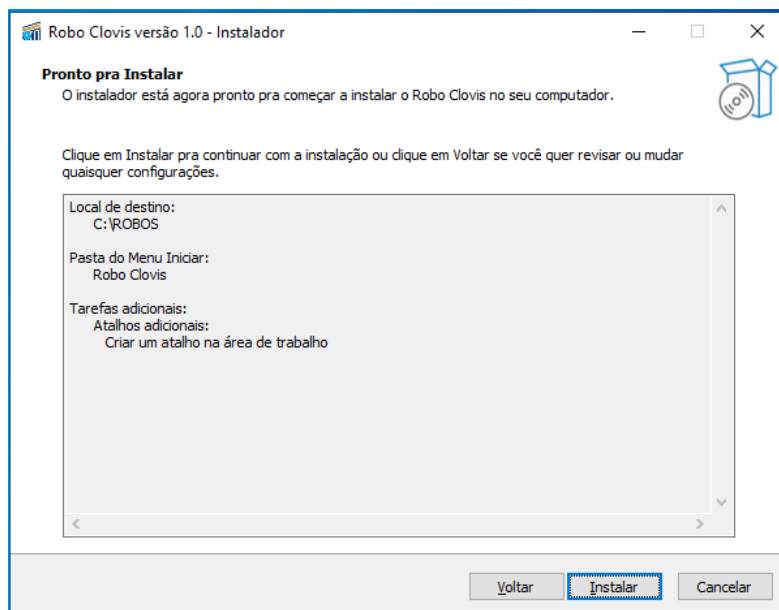 Robo Clovis versão 1.0 - Instalador
Pronto pra Instalar
O instalador está agora pronto pra começar a instalar o Robo Clovis no seu computador.
Clique em Instalar pra continuar com a instalação ou clique em Voltar se você quer revisar ou mudar
quaisquer configurações.
Local de destino:
C:\ROBOS
Pasta do Menu Iniciar:
Robo Clovis
Tarefas adicionais:
Atalhos adicionais:
Criar um atalho na área de trabalho
Voltar Instalar Cancelar